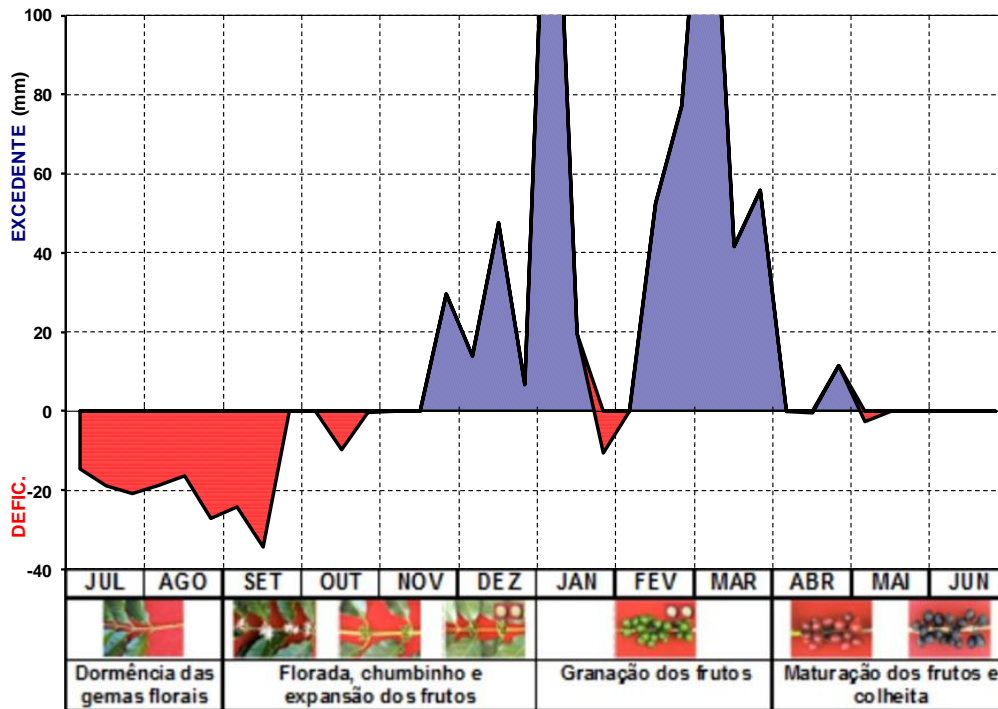 100
80
60
40
20
0
-20
-40
EXCEDENTE (mm)
DEFIC.
JUL AGO SET OUT NOV DEZ JAN FEV MAR ABR MAI JUN
Dormência das
gemas florais
Florada, chumbinho e
expansão dos frutos
Granação dos frutos
Maturação dos frutos e
colheita